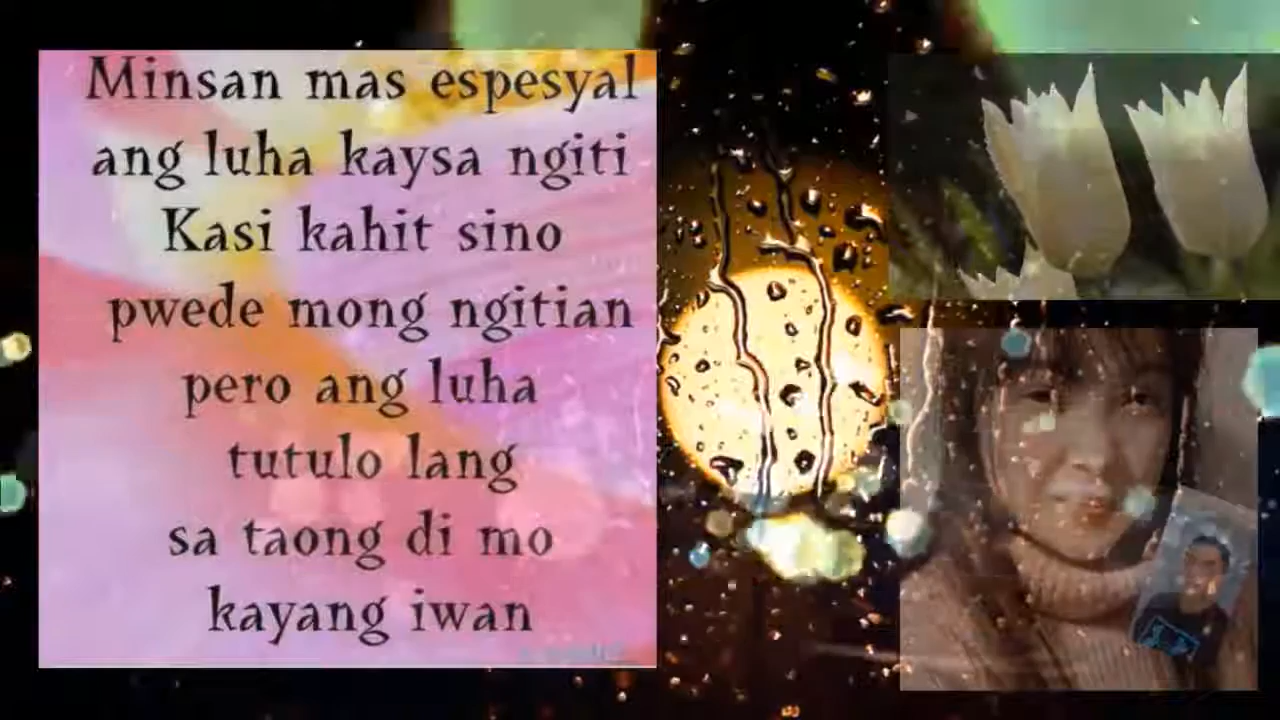 Minsan mas espesyal
ang luha kaysa ngiti
Kasi kahit sino
pwede mong ngitian
pero ang luha
tutulo lang
sa taong di mo
kayang iwan